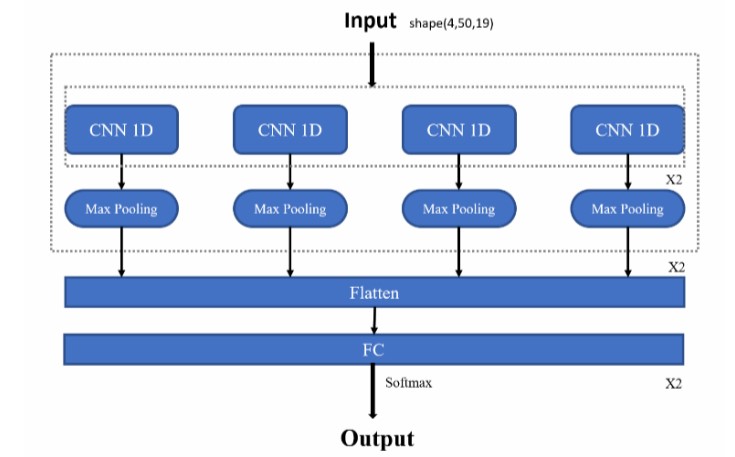 Input shape(4,50,19)
CNN 1D CNN 1D CNN 1D CNN 1D
X2
Max Pooling Max Pooling Max Pooling Max Pooling
X2
Flatten
FC
Softmax X2
Output